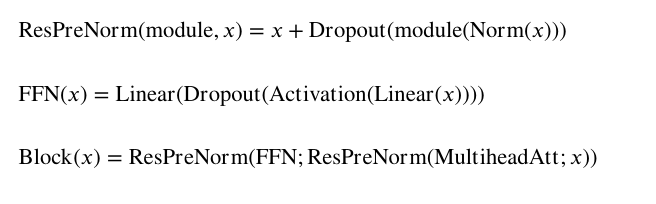 ResPreNorm(module, x) = x + Dropout(module(Norm(x)))
FFN(x) = Linear(Dropout(Activation(Linear(x))))
Block(x) = ResPreNorm(FFN; ResPreNorm(MultiheadAtt; x))